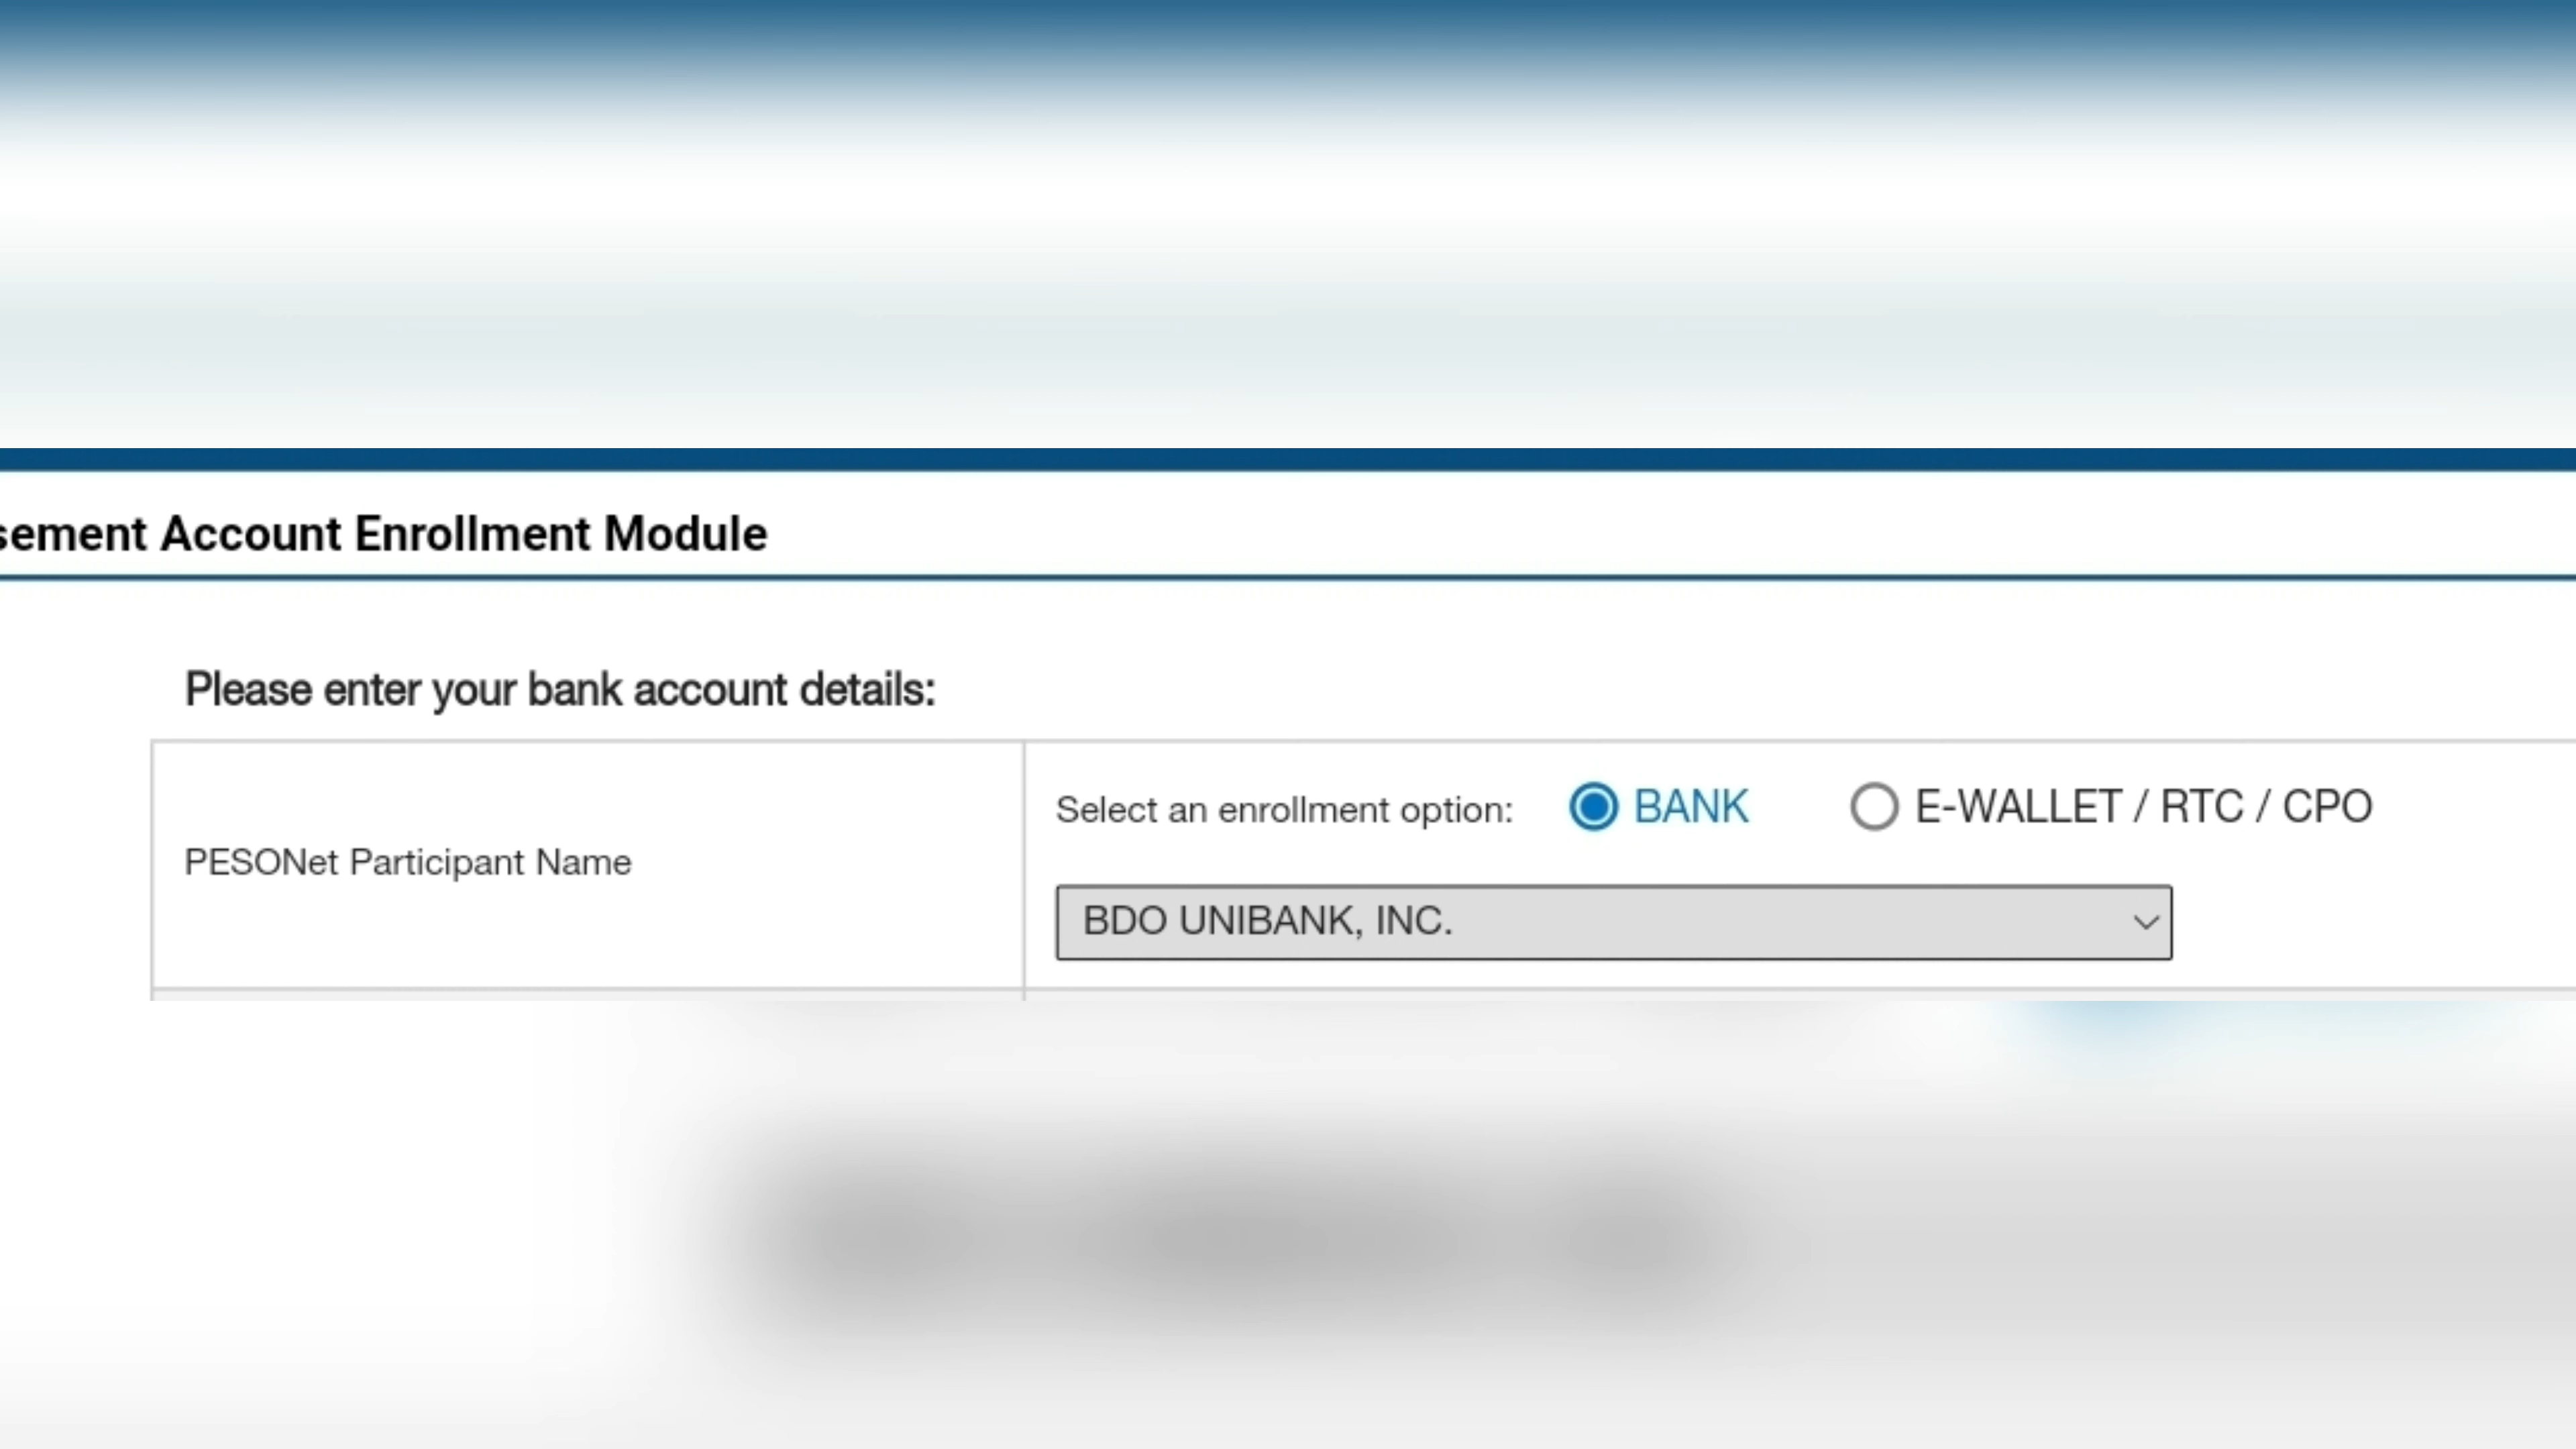 sement Account Enrollment Module
Please enter your bank account details:
PESONet Participant Name
Select an enrollment option: BANK E-WALLET / RTC / CPO
BDO UNIBANK, INC.